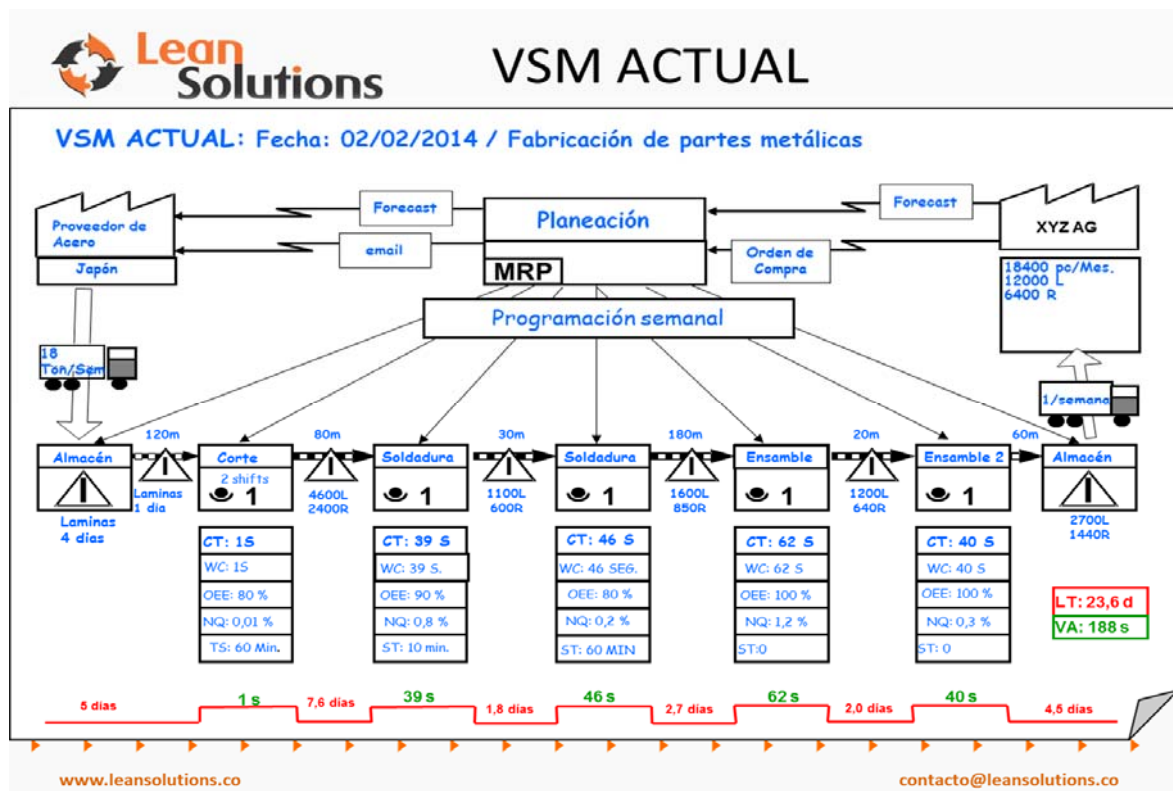 Lean
Solutions
VSM ACTUAL
VSM ACTUAL: Fecha: 02/02/2014 / Fabricación de partes metálicas
Proveedor de
Acero
Japón
Forecast
email
Planeación
MRP
Forecast
Orden de
Compra
XYZ AG
18400 pc/Mes.
12000 L
6400 R
Programación semanal
18
Ton/Sem
1/semana
120m
80m
30m
180m
20m
60m
Almacén
Laminas
4 dias
Laminas
1 dia
Corte
2 shifts
1
4600L
2400R
Soldadura
1
1100L
600R
Soldadura
1
1600L
850R
Ensamble
1
1200L
640R
Ensamble 2
1
Almacén
2700L
1440R
CT: 1S
WC: 1S
OEE: 80 %
NQ: 0,01 %
TS: 60 Min.
CT: 39 S
WC: 39 S.
OEE: 90 %
NQ: 0,8 %
ST: 10 min.
CT: 46 S
WC: 46 SEG.
OEE: 80 %
NQ: 0,2 %
ST: 60 MIN
CT: 62 S
WC: 62 S
OEE: 100 %
NQ: 1,2 %
ST:0
CT: 40 S
WC: 40 S
OEE: 100 %
NQ: 0,3 %
ST: 0
LT: 23,6 d
VA: 188 s
5 días
1 s
7,6 días
39 s
1,8 días
46 s
2,7 días
62 s
2,0 días
40 s
4,5 días
www.leansolutions.co
contacto@leansolutions.co